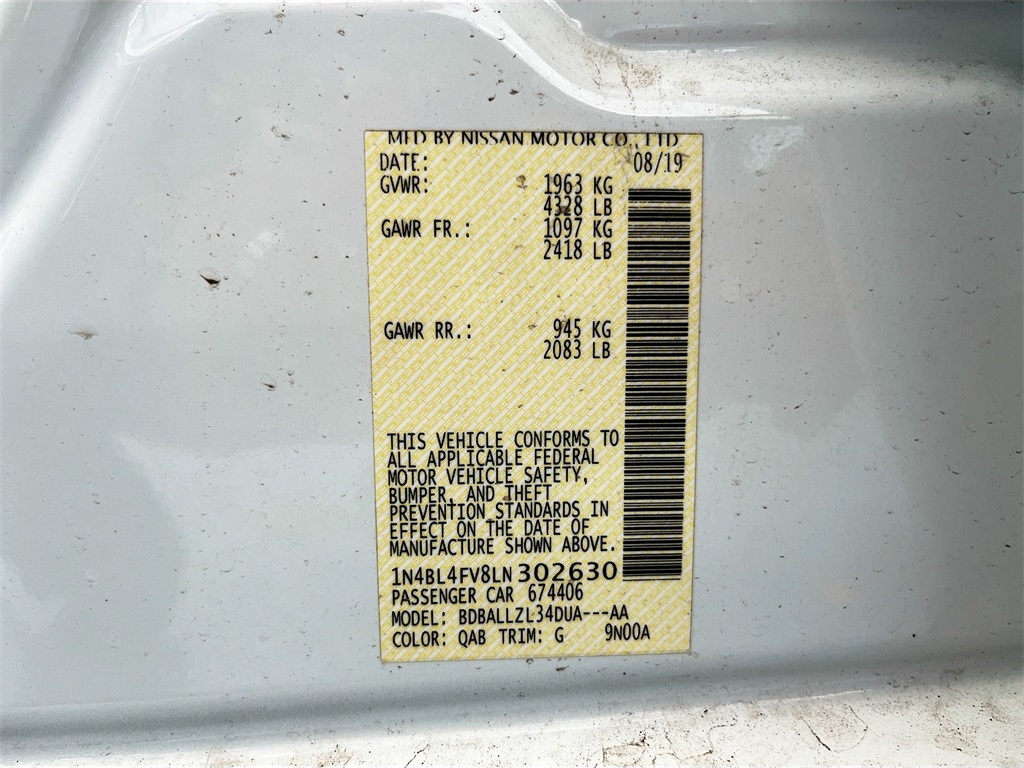 MFD BY NISSAN MOTOR CO., LTD
DATE: 08/19
GVWR: 1963 KG
4328 LB
GAWR FR.: 1097 KG
2418 LB
GAWR RR.: 945 KG
2083 LB
THIS VEHICLE CONFORMS TO
ALL APPLICABLE FEDERAL
MOTOR VEHICLE SAFETY,
BUMPER, AND THEFT
PREVENTION STANDARDS IN
EFFECT ON THE DATE OF
MANUFACTURE SHOWN ABOVE.
1N4BL4FV8LN302630
PASSENGER CAR 674406
MODEL: BDBALLZL34DUA---AA
COLOR: QAB TRIM: G 9N00A